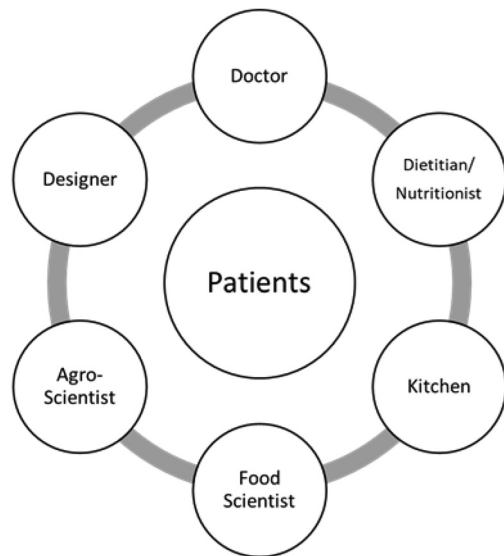 Doctor
Dietitian/
Nutritionist
Kitchen
Food
Scientist
Agro-
Scientist
Designer
Patients